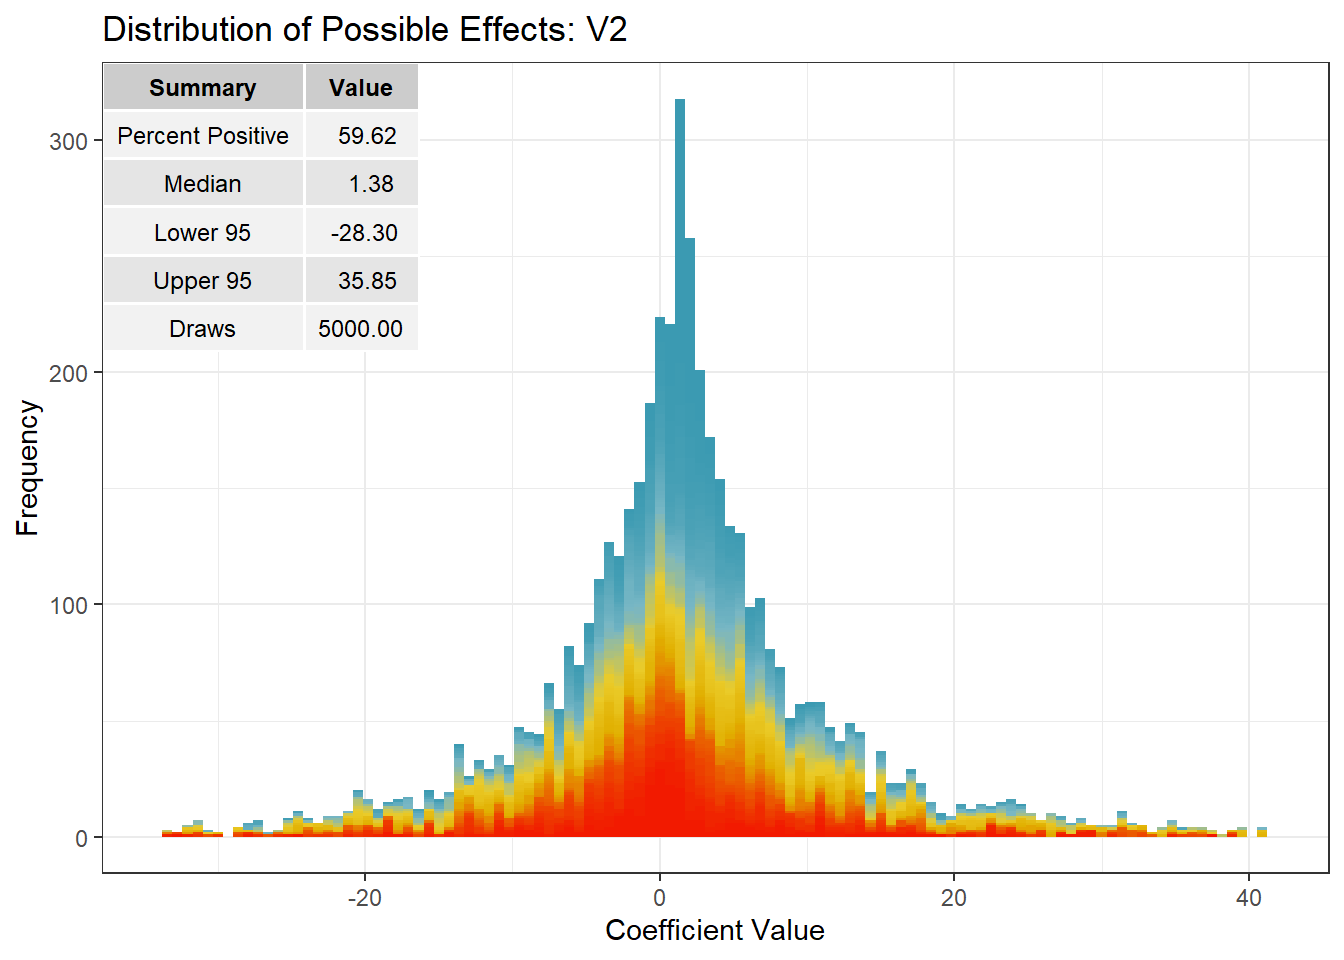 Distribution of Possible Effects: V2
Summary Value
Percent Positive 59.62
Median 1.38
Lower 95 -28.30
Upper 95 35.85
Draws 5000.00
300
200
100
0
Frequency
-20 0 20 40
Coefficient Value